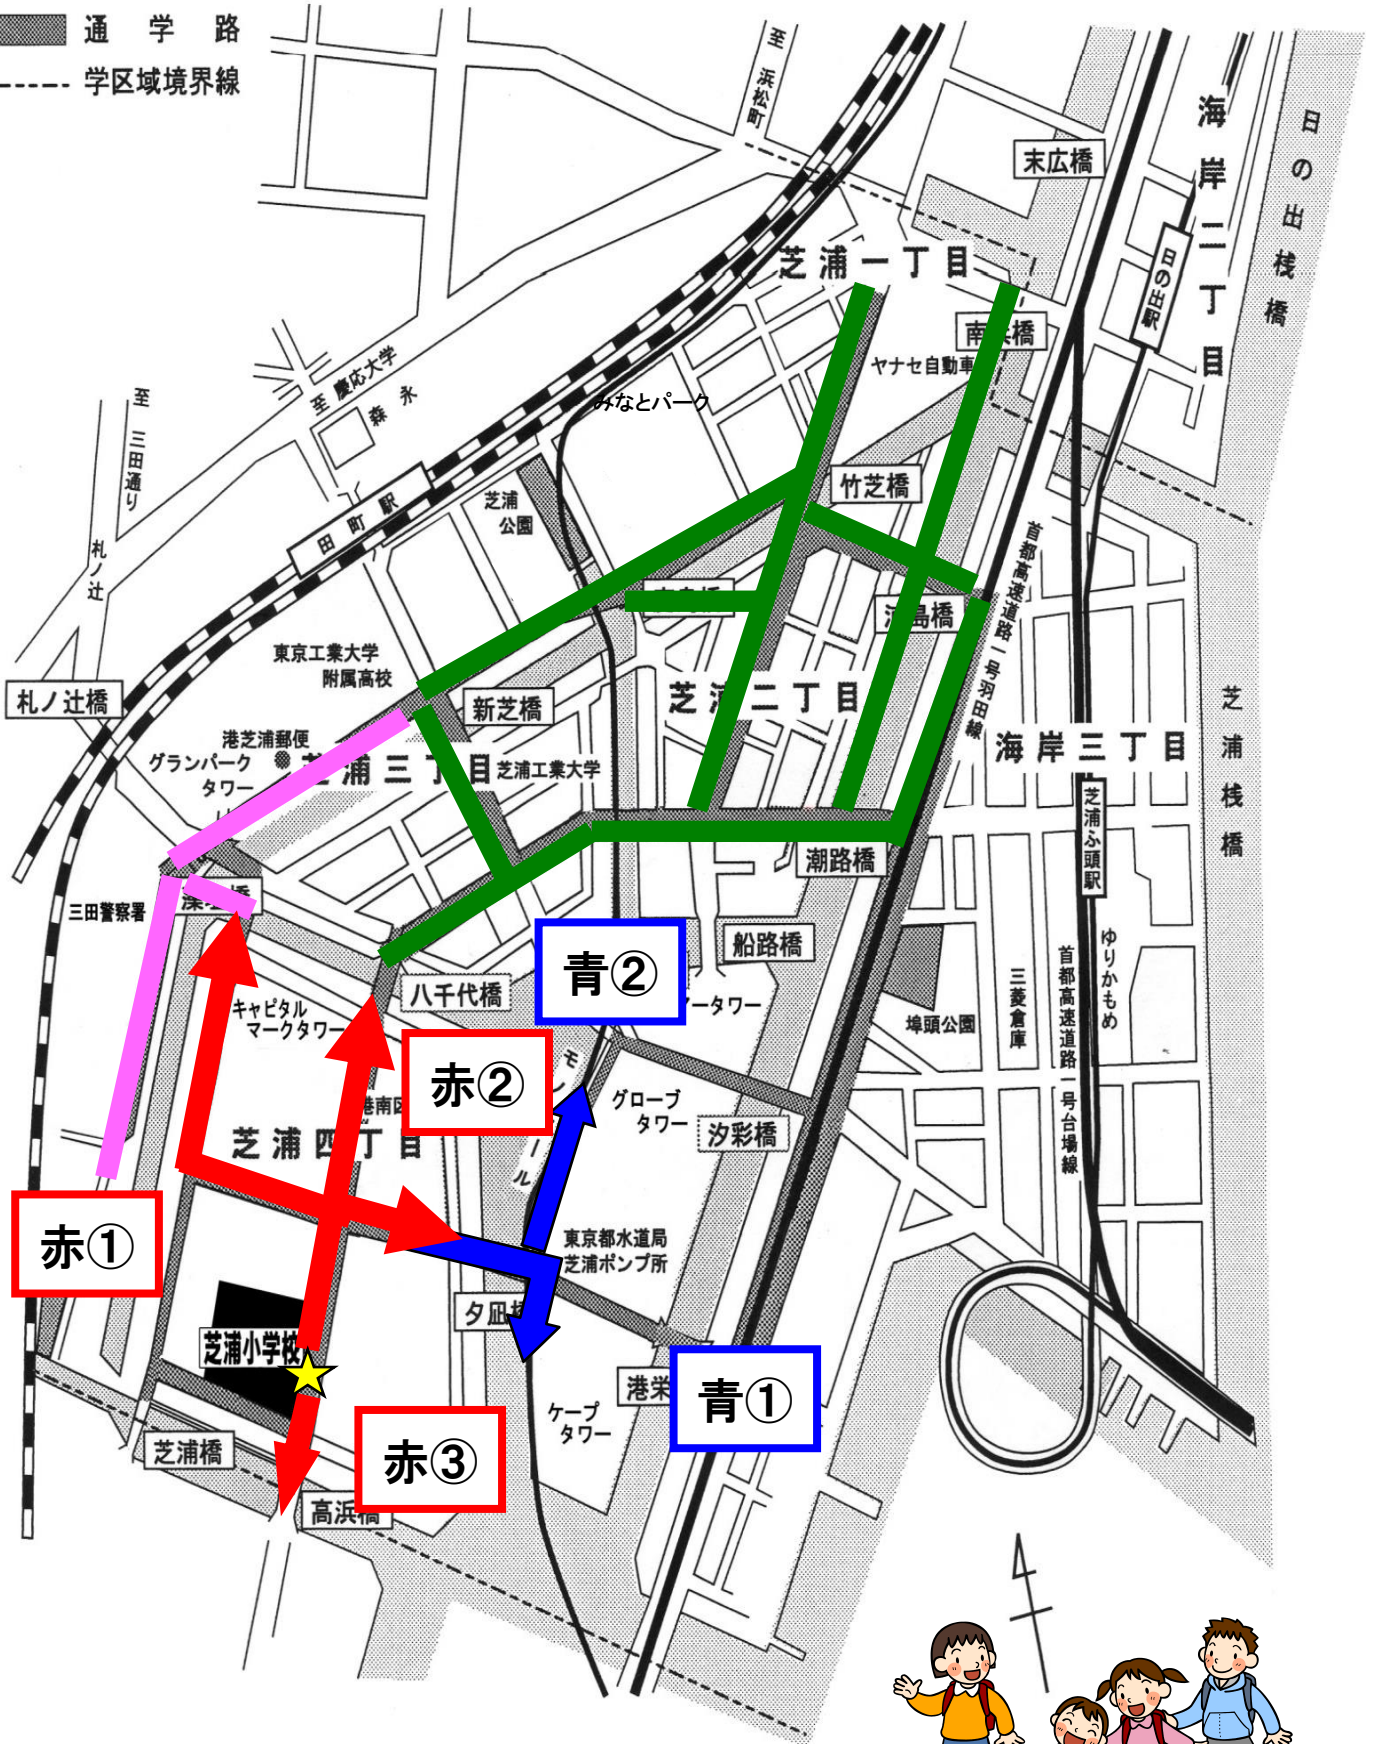 通学路
学区域境界線
至浜松町
末広橋
海岸二丁目
日の出桟橋
日の出駅
芝浦一丁目
南浜橋
ヤナセ自動車
至慶応大学
森永
みなとパーク
至三田通り
竹芝橋
芝浦
公園
田町駅
札ノ辻
首都高速道路一号羽田線
東京工業大学
附属高校
札ノ辻橋
新芝橋
芝浦二丁目
芝浦桟橋
港芝浦郵便
グランパーク
タワー
芝浦三丁目
芝浦工業大学
海岸三丁目
芝浦ふ頭駅
潮路橋
三田警察署
船路橋
青②
八千代橋
キャピタル
マークタワー
埠頭公園
三菱倉庫
首都高速道路一号台場線
ゆりかもめ
赤②
グローブ
タワー
汐彩橋
芝浦四丁目
赤①
東京都水道局
芝浦ポンプ所
芝浦小学校
青①
ケープ
タワー
芝浦橋
赤③
高浜橋